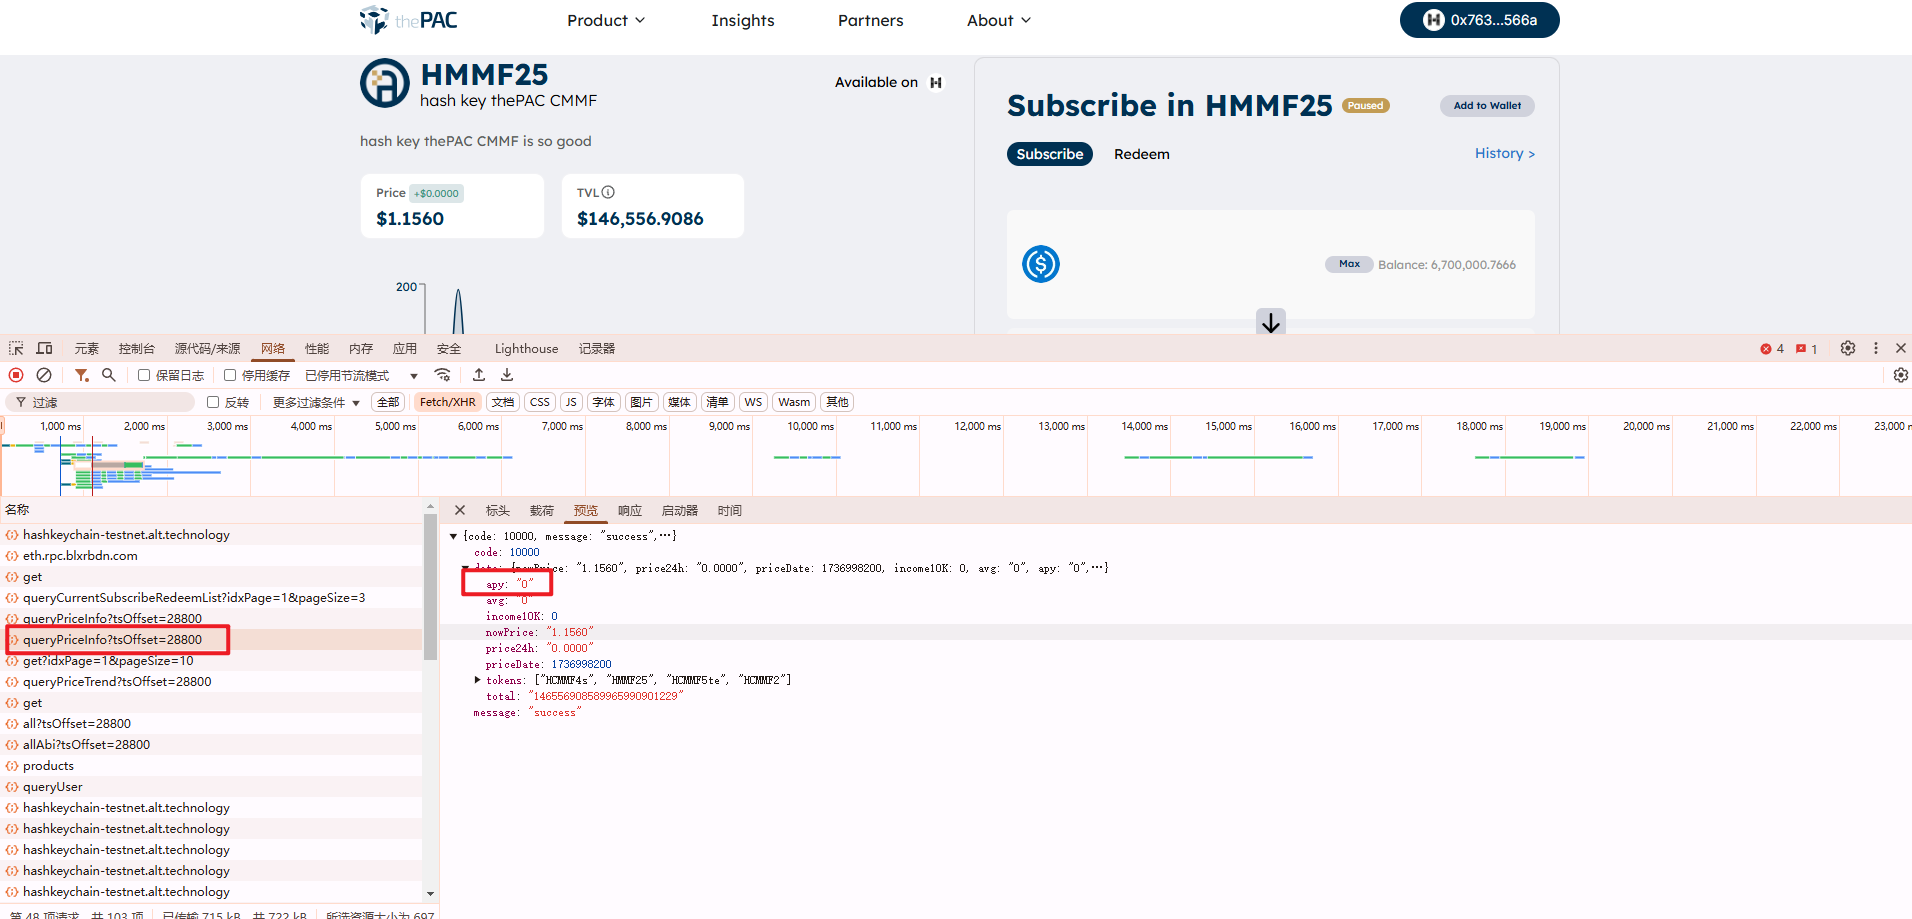 thePAC
Product
Insights
Partners
About
0x763...566a
HMMF25
hash key thePAC CMMF
Available on
hash key thePAC CMMF is so good
Price +$0.0000
$1.1560
TVL
$146,556.9086
200
Subscribe in HMMF25 Paused
Add to Wallet
Subscribe
Redeem
History >
Max Balance: 6,700,000.7666
元素 控制台 源代码/来源 网络 性能 内存 应用 安全 Lighthouse 记录器
4 1
保留日志 停用缓存 已停用节流模式
过滤 反转 更多过滤条件 全部 Fetch/XHR 文档 CSS JS 字体 图片 媒体 清单 WS Wasm 其他
1,000 ms 2,000 ms 3,000 ms 4,000 ms 5,000 ms 6,000 ms 7,000 ms 8,000 ms 9,000 ms 10,000 ms 11,000 ms 12,000 ms 13,000 ms 14,000 ms 15,000 ms 16,000 ms 17,000 ms 18,000 ms 19,000 ms 20,000 ms 21,000 ms 22,000 ms 23,000 m
名称
hashkeychain-testnet.alt.technology
eth.rpc.blxrbdn.com
get
queryCurrentSubscribeRedeemList?idxPage=1&pageSize=3
queryPriceInfo?tsOffset=28800
queryPriceInfo?tsOffset=28800
get?idxPage=1&pageSize=10
queryPriceTrend?tsOffset=28800
get
all?tsOffset=28800
allAbi?tsOffset=28800
products
queryUser
hashkeychain-testnet.alt.technology
hashkeychain-testnet.alt.technology
hashkeychain-testnet.alt.technology
hashkeychain-testnet.alt.technology
hashkeychain-testnet.alt.technology
第 48 项请求，共 103 项 已传输 715 kB，共 722 kB 所选资源大小为 697
标头 载荷 预览 响应 启动器 时间
{code: 10000, message: "success",…}
code: 10000
data: {nowPrice: "1.1560", price24h: "0.0000", priceDate: 1736998200, income10K: 0, avg: "0", apy: "0",…}
apy: "0"
avg: "0"
income10K: 0
nowPrice: "1.1560"
price24h: "0.0000"
priceDate: 1736998200
tokens: ["HCMMF4s", "HMMF25", "HCMMF5te", "HCMMF2"]
total: "146556908589965990901229"
message: "success"